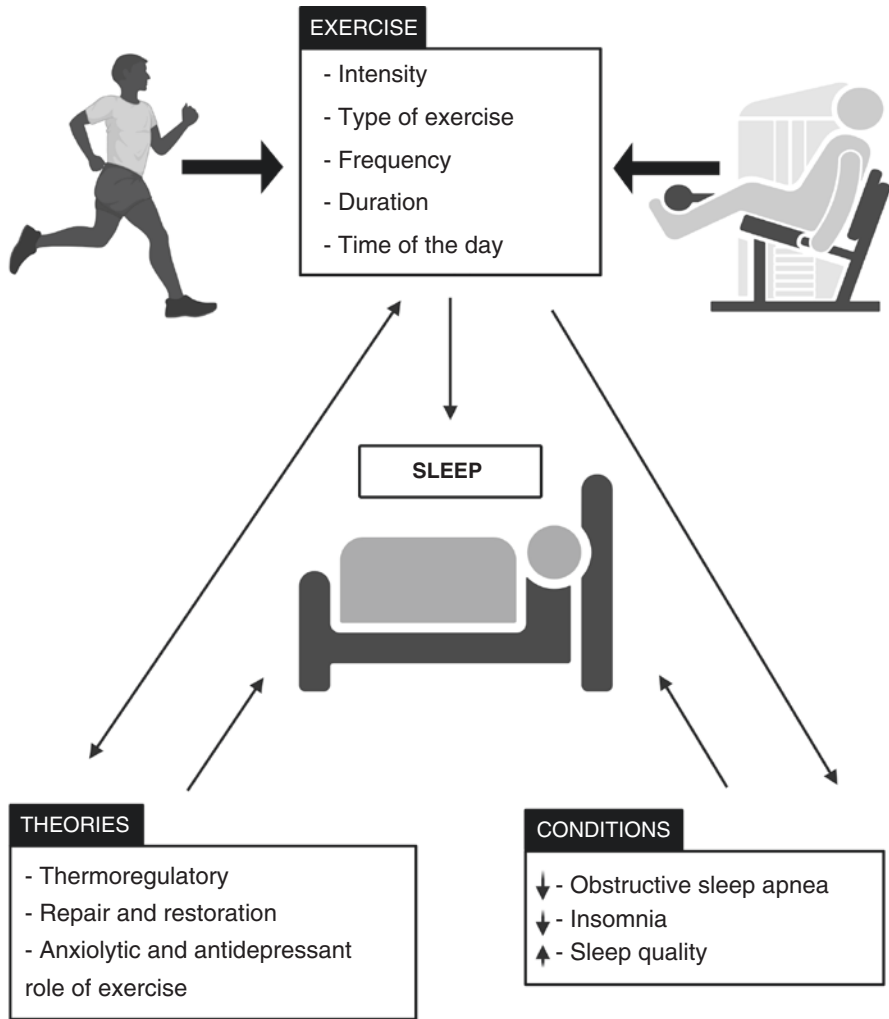 EXERCISE
- Intensity
- Type of exercise
- Frequency
- Duration
- Time of the day
SLEEP
THEORIES
- Thermoregulatory
- Repair and restoration
- Anxiolytic and antidepressant
role of exercise
CONDITIONS
- Obstructive sleep apnea
- Insomnia
- Sleep quality